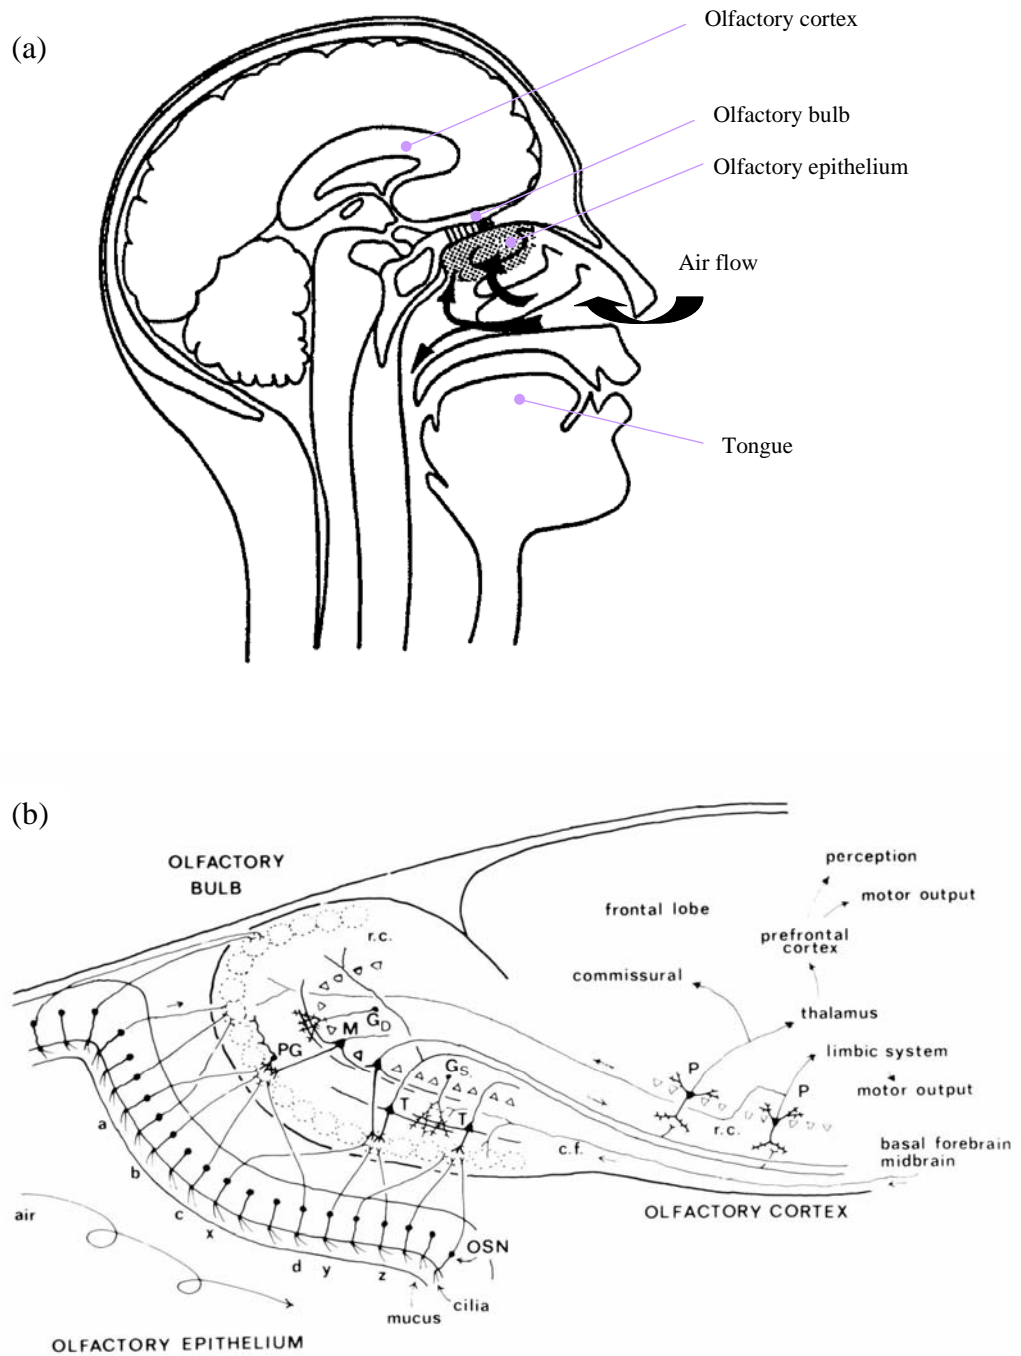 (a)
Olfactory cortex
Olfactory bulb
Olfactory epithelium
Air flow
Tongue
(b)
OLFACTORY
BULB
r.c.
frontal lobe
perception
motor output
prefrontal
cortex
commissural
thalamus
limbic system
motor output
P
P
r.c.
basal forebrain
midbrain
M
GD
PG
GS
T
T
c.f.
OLFACTORY CORTEX
a
b
c
x
d
y
z
air
OSN
cilia
mucus
OLFACTORY EPITHELIUM